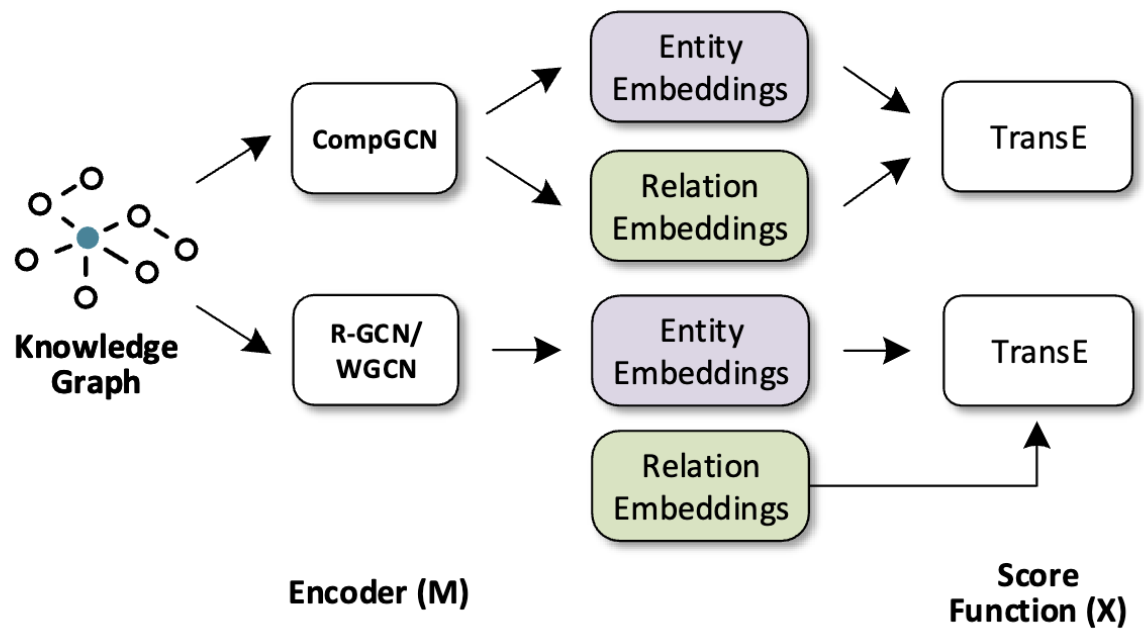 Entity
Embeddings
CompGCN
TransE
Relation
Embeddings
Knowledge
Graph
R-GCN/
WGCN
Entity
Embeddings
TransE
Relation
Embeddings
Encoder (M)
Score
Function (X)